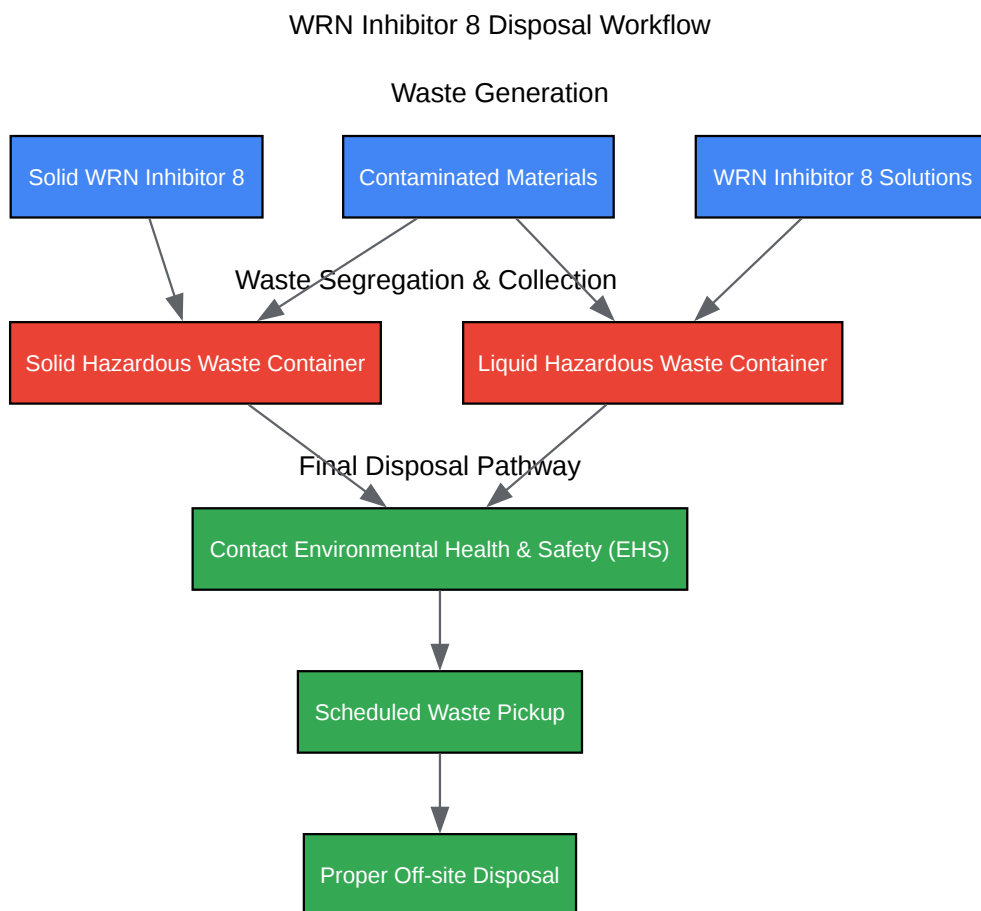 WRN Inhibitor 8 Disposal Workflow
Waste Generation
Solid WRN Inhibitor 8
Contaminated Materials
WRN Inhibitor 8 Solutions
Waste Segregation & Collection
Solid Hazardous Waste Container
Liquid Hazardous Waste Container
Final Disposal Pathway
Contact Environmental Health & Safety (EHS)
Scheduled Waste Pickup
Proper Off-site Disposal